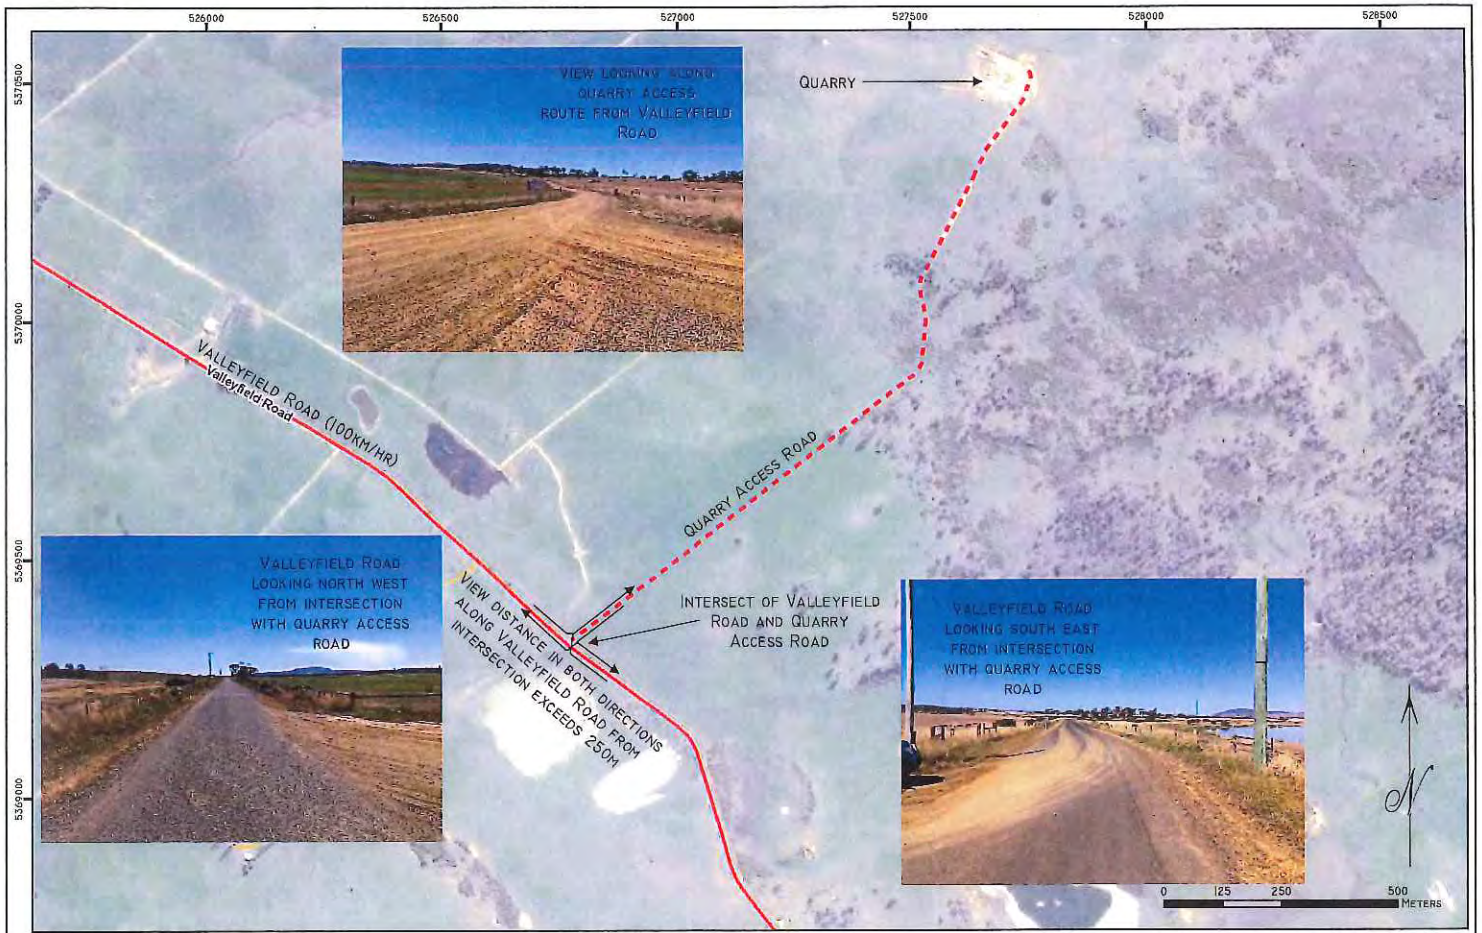 526000
526500
527000
527500
528000
528500
5370500
5370000
5369500
5369000
VIEW LOOKING ALONG
QUARRY ACCESS
ROUTE FROM VALLEYFIELD
ROAD
QUARRY
VALLEYFIELD ROAD (100KM/HR)
Valleyfield Road
QUARRY ACCESS ROAD
VALLEYFIELD ROAD
LOOKING NORTH WEST
FROM INTERSECTION
WITH QUARRY ACCESS
ROAD
VIEW DISTANCE IN BOTH DIRECTIONS
ALONG VALLEYFIELD ROAD FROM
INTERSECTION EXCEEDS 250M
INTERSECT OF VALLEYFIELD
ROAD AND QUARRY
ACCESS ROAD
VALLEYFIELD ROAD
LOOKING SOUTH EAST
FROM INTERSECTION
WITH QUARRY ACCESS
ROAD
N
0 125 250 500
METERS